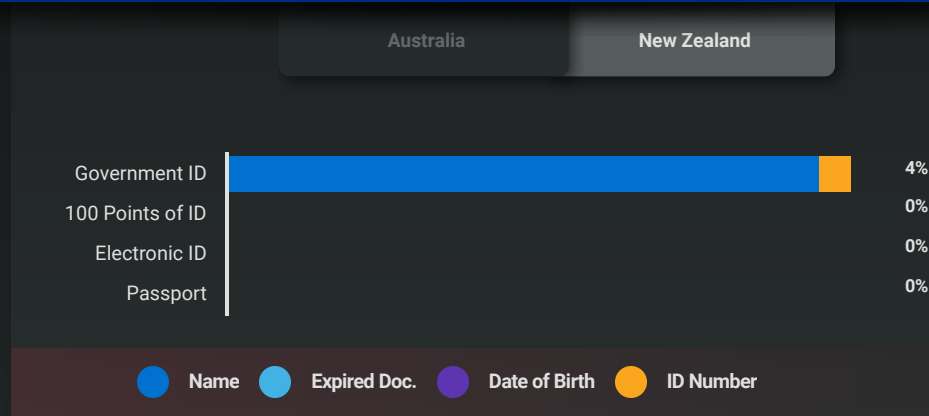 Australia New Zealand
Government ID 4%
100 Points of ID 0%
Electronic ID 0%
Passport 0%
Name Expired Doc. Date of Birth ID Number